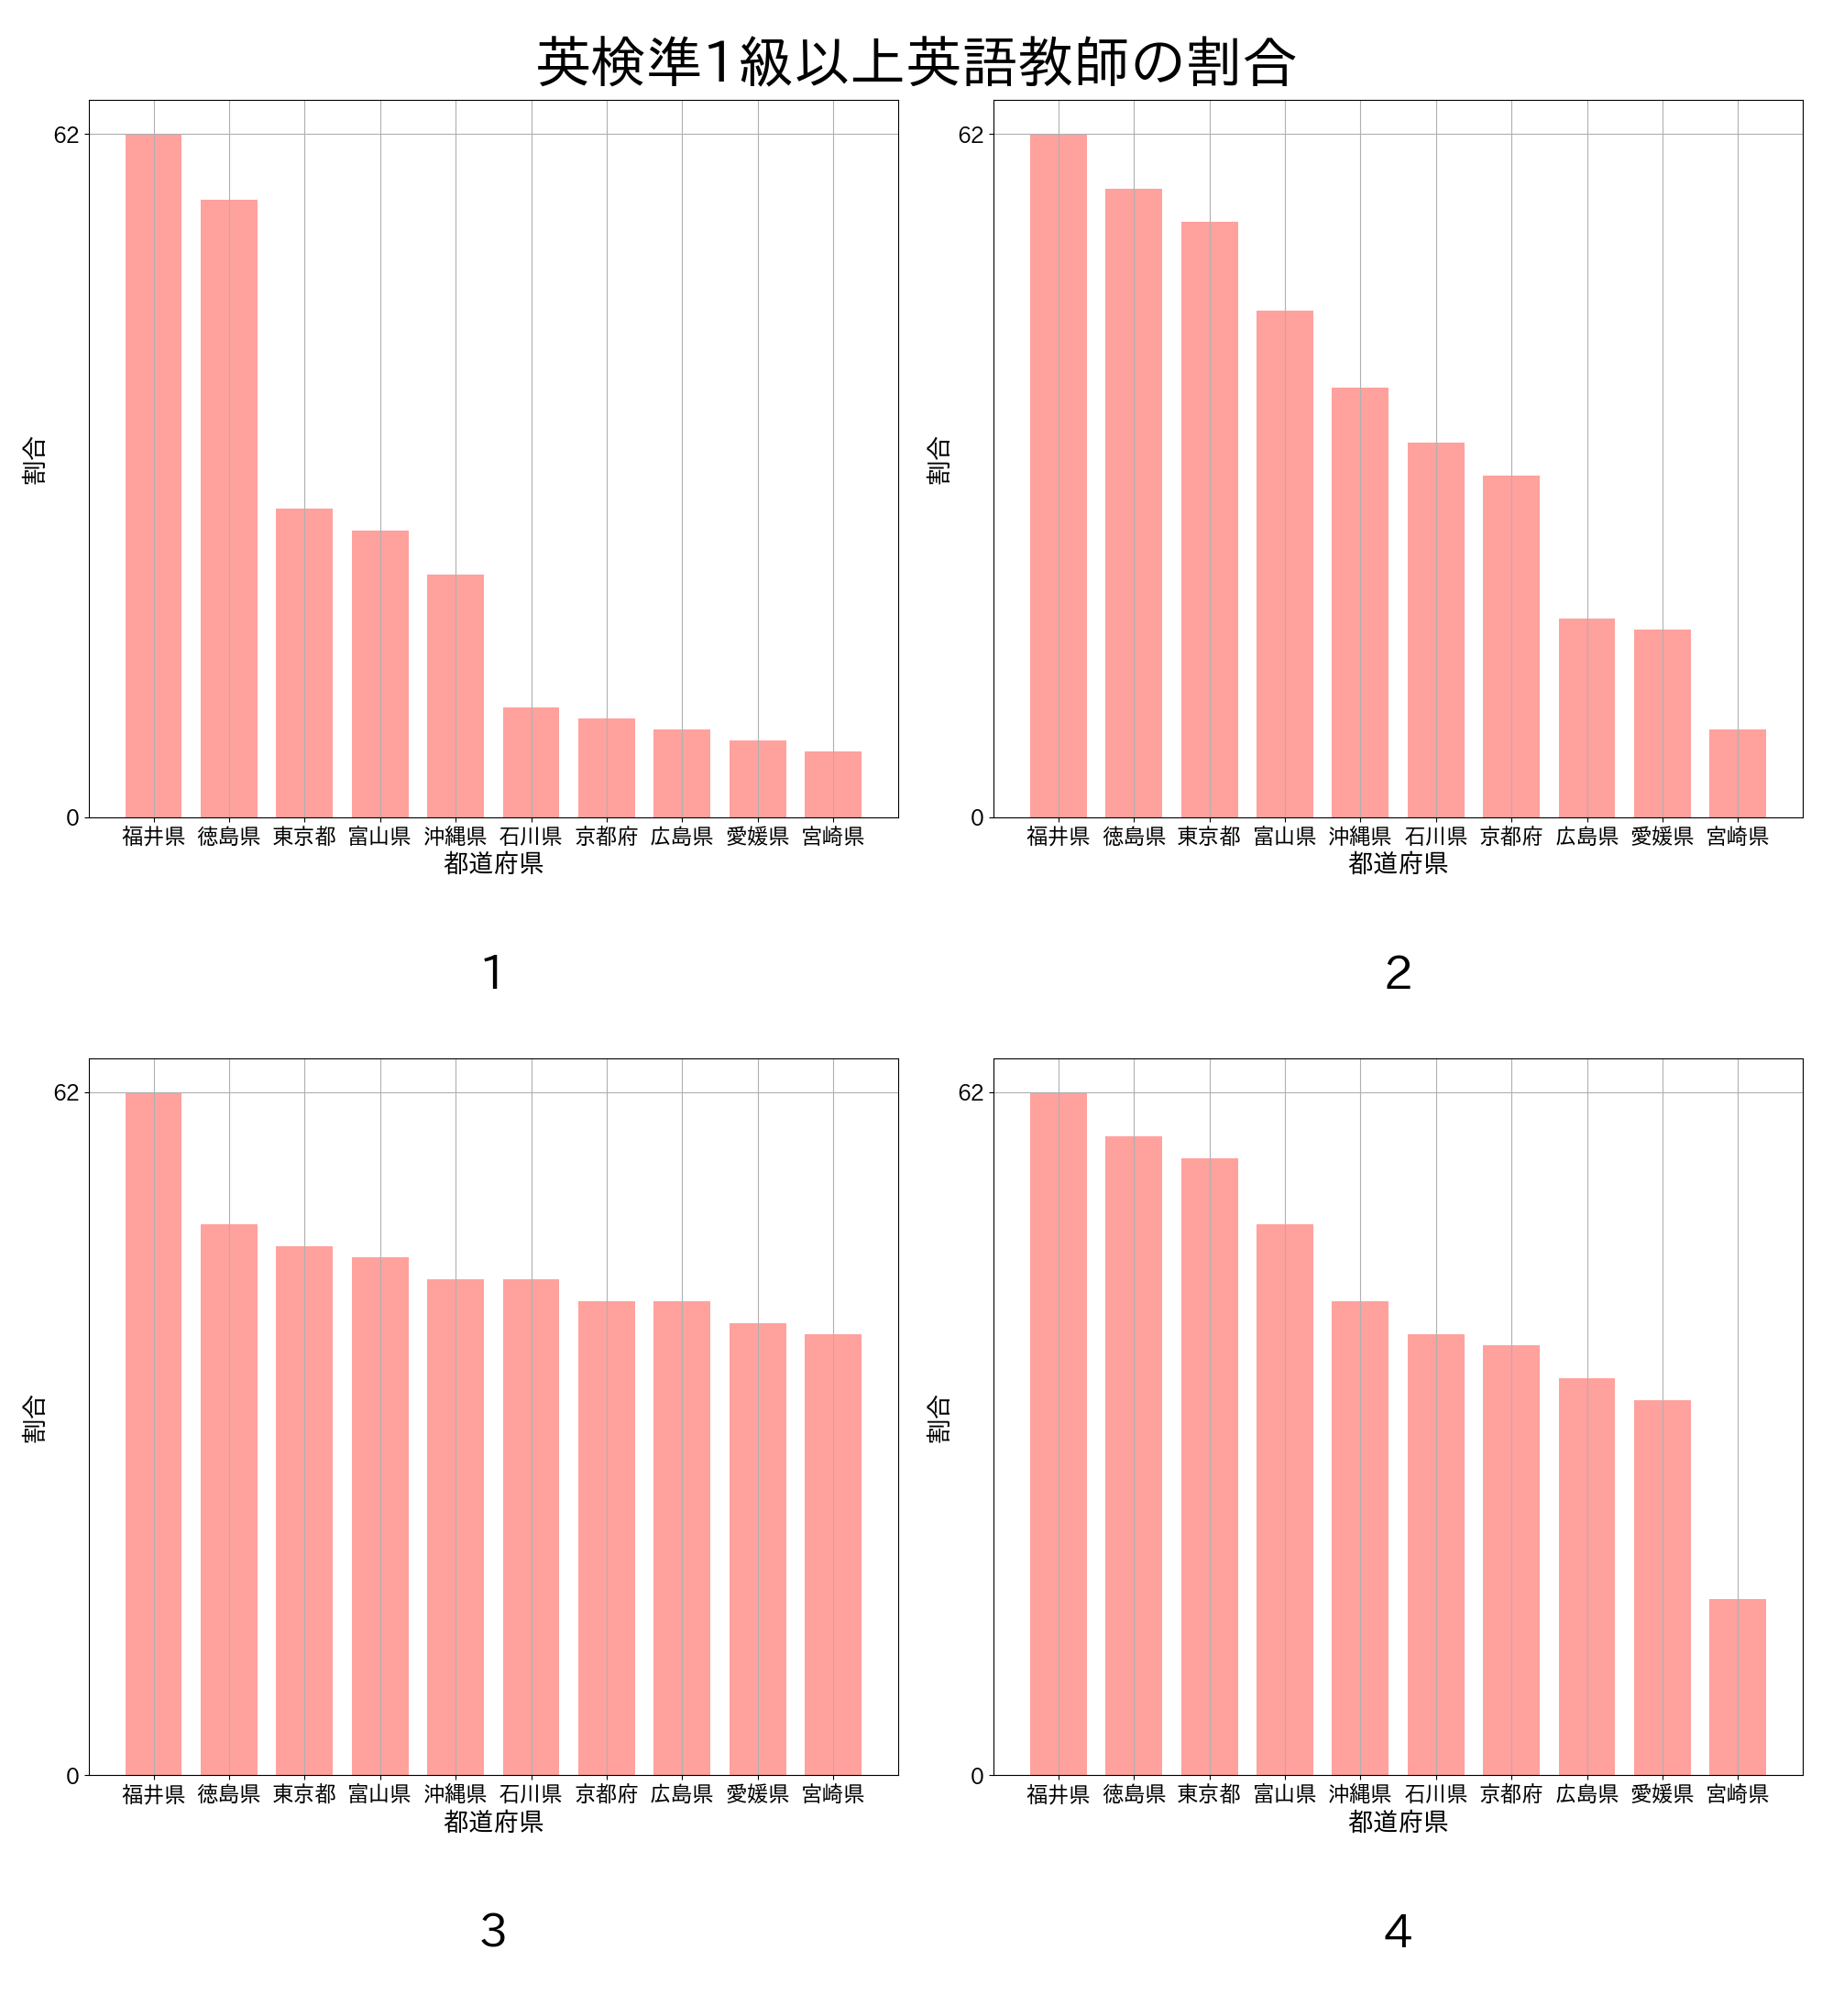 英検準1級以上英語教師の割合
62
0
割合
福井県 徳島県 東京都 富山県 沖縄県 石川県 京都府 広島県 愛媛県 宮崎県
都道府県
1
62
0
割合
福井県 徳島県 東京都 富山県 沖縄県 石川県 京都府 広島県 愛媛県 宮崎県
都道府県
2
62
0
割合
福井県 徳島県 東京都 富山県 沖縄県 石川県 京都府 広島県 愛媛県 宮崎県
都道府県
3
62
0
割合
福井県 徳島県 東京都 富山県 沖縄県 石川県 京都府 広島県 愛媛県 宮崎県
都道府県
4